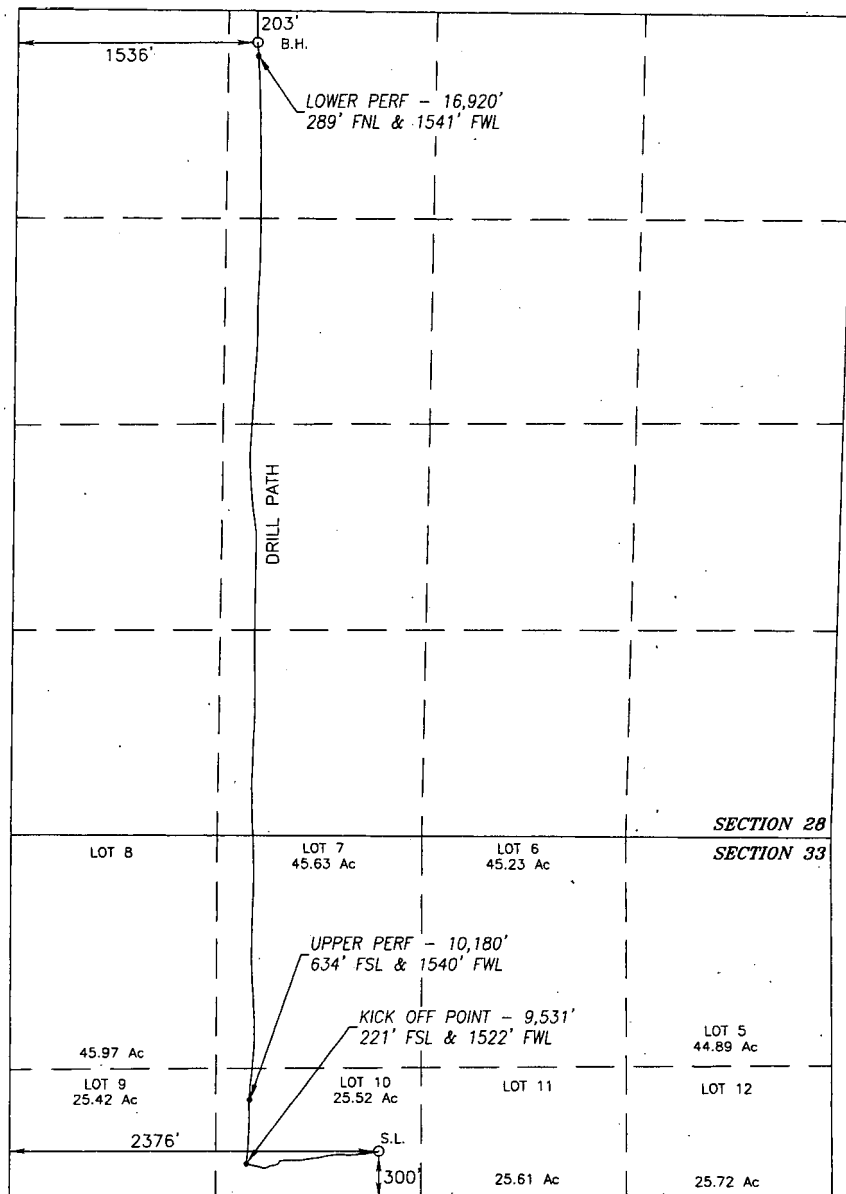 203'
1536'
B.H.
LOWER PERF - 16,920'
289' FNL & 1541' FWL
DRILL PATH
SECTION 28
SECTION 33
LOT 8
LOT 7
45.63 Ac
LOT 6
45.23 Ac
UPPER PERF - 10,180'
634' FSL & 1540' FWL
KICK OFF POINT - 9,531'
221' FSL & 1522' FWL
LOT 5
44.89 Ac
45.97 Ac
LOT 9
25.42 Ac
LOT 10
25.52 Ac
LOT 11
LOT 12
2376'
S.L.
300'
25.61 Ac
25.72 Ac